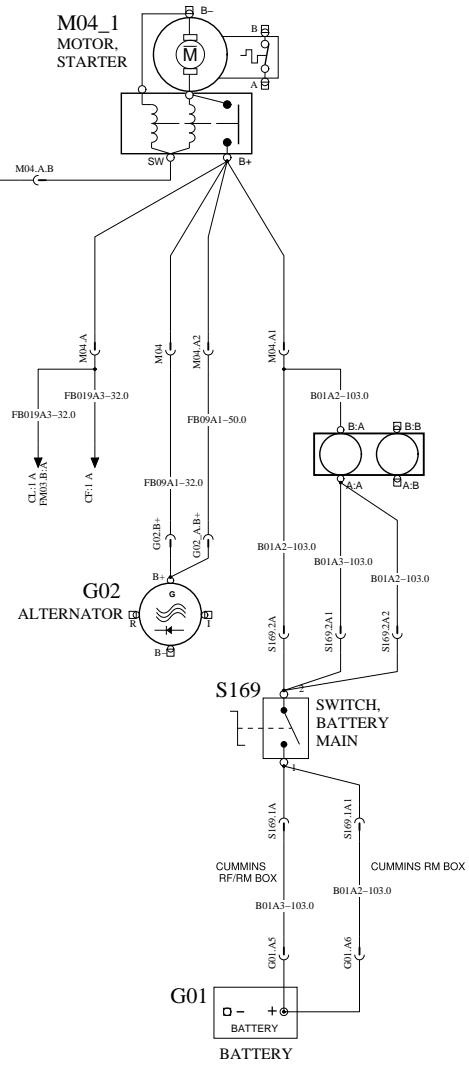 M04_1
MOTOR,
STARTER
B−
M
B
A
SW
B+
M04.A.B
M04.A
M04
M04.A2
M04.A1
FB019A3−32.0
FB019A3−32.0
B01A2−103.0
FB09A1−50.0
B:A
B:B
A:A
A:B
CL:1 A
FM03.B:A
CF:1 A
FB09A1−32.0
G02.B+
G02_A.B+
B01A2−103.0
B01A3−103.0
B01A2−103.0
G02
ALTERNATOR
B+
G
R
I
B−
S169.2A
S169.2A1
S169.2A2
S169
2
SWITCH,
BATTERY
MAIN
1
S169.1A
S169.1A1
CUMMINS
RF/RM BOX
CUMMINS RM BOX
B01A2−103.0
B01A3−103.0
G01.A5
G01.A6
G01
− +
BATTERY
BATTERY